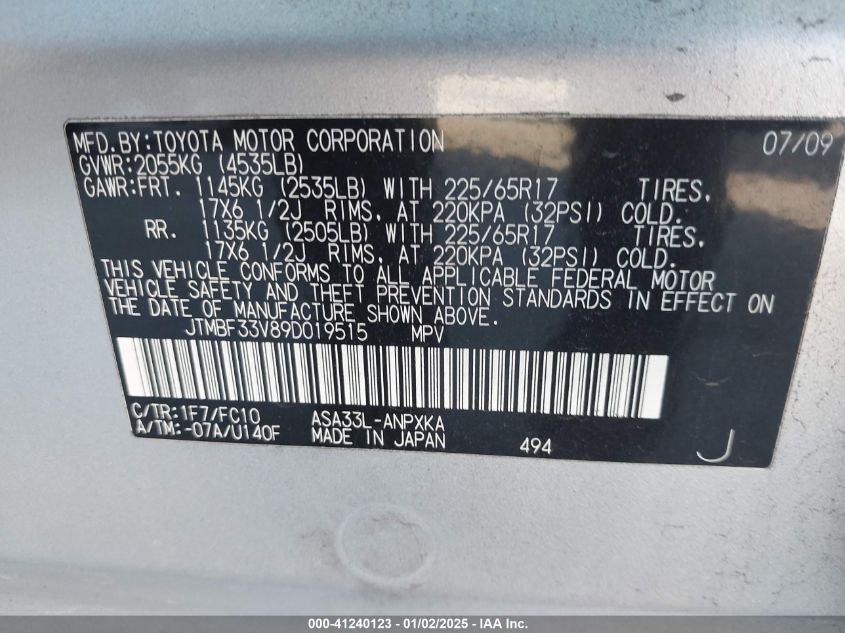 MFD.BY:TOYOTA MOTOR CORPORATION 07/09
GVWR:2055KG (4535LB)
GAWR:FRT. 1145KG (2535LB) WITH 225/65R17 TIRES.
17X6 1/2J RIMS. AT 220KPA (32PSI) COLD.
RR. 1135KG (2505LB) WITH 225/65R17 TIRES.
17X6 1/2J RIMS. AT 220KPA (32PSI) COLD.
THIS VEHICLE CONFORMS TO ALL APPLICABLE FEDERAL MOTOR
VEHICLE SAFETY AND THEFT PREVENTION STANDARDS IN EFFECT ON
THE DATE OF MANUFACTURE SHOWN ABOVE.
JTMBF33V89D019515 MPV
C/TR:1F7/FC10 ASA33L-ANPXKA
A/TM:-07A/U140F MADE IN JAPAN 494 J
000-41240123 - 01/02/2025 - IAA Inc.